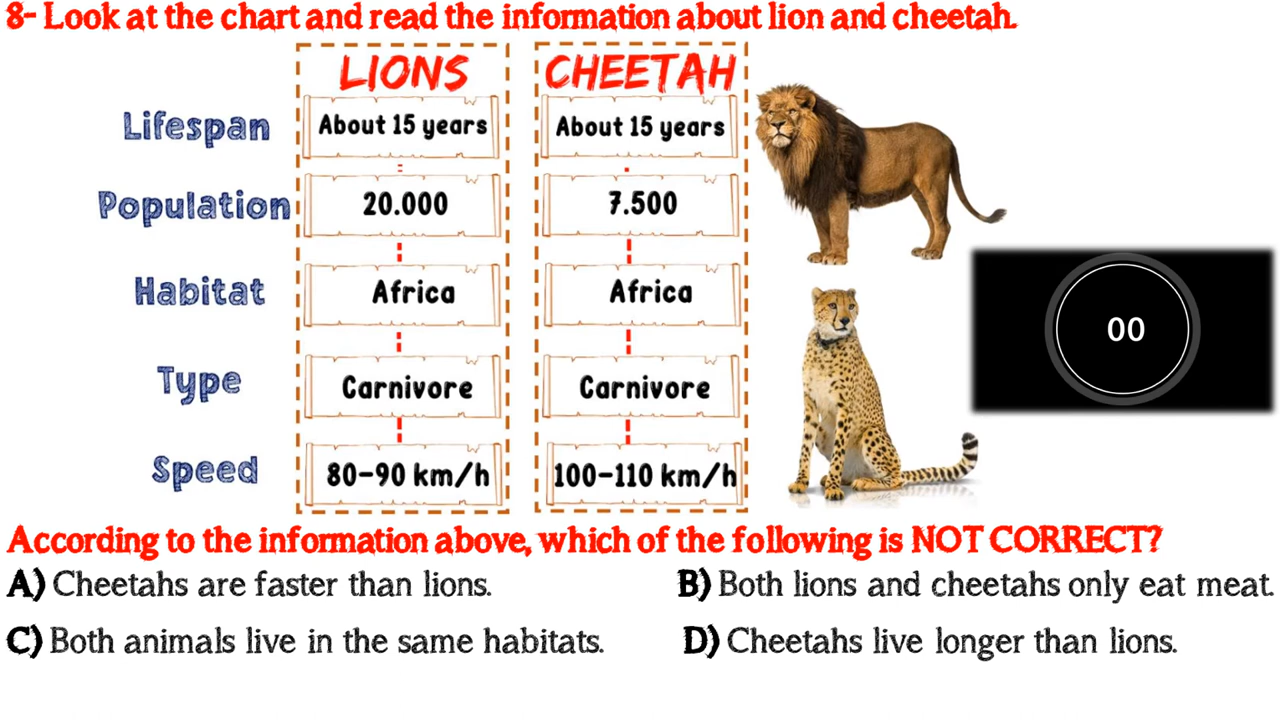 8- Look at the chart and read the information about lion and cheetah.
LIONS CHEETAH
Lifespan About 15 years About 15 years
Population 20.000 7.500
Habitat Africa Africa
Type Carnivore Carnivore
Speed 80-90 km/h 100-110 km/h
00
According to the information above, which of the following is NOT CORRECT?
A) Cheetahs are faster than lions. B) Both lions and cheetahs only eat meat.
C) Both animals live in the same habitats. D) Cheetahs live longer than lions.